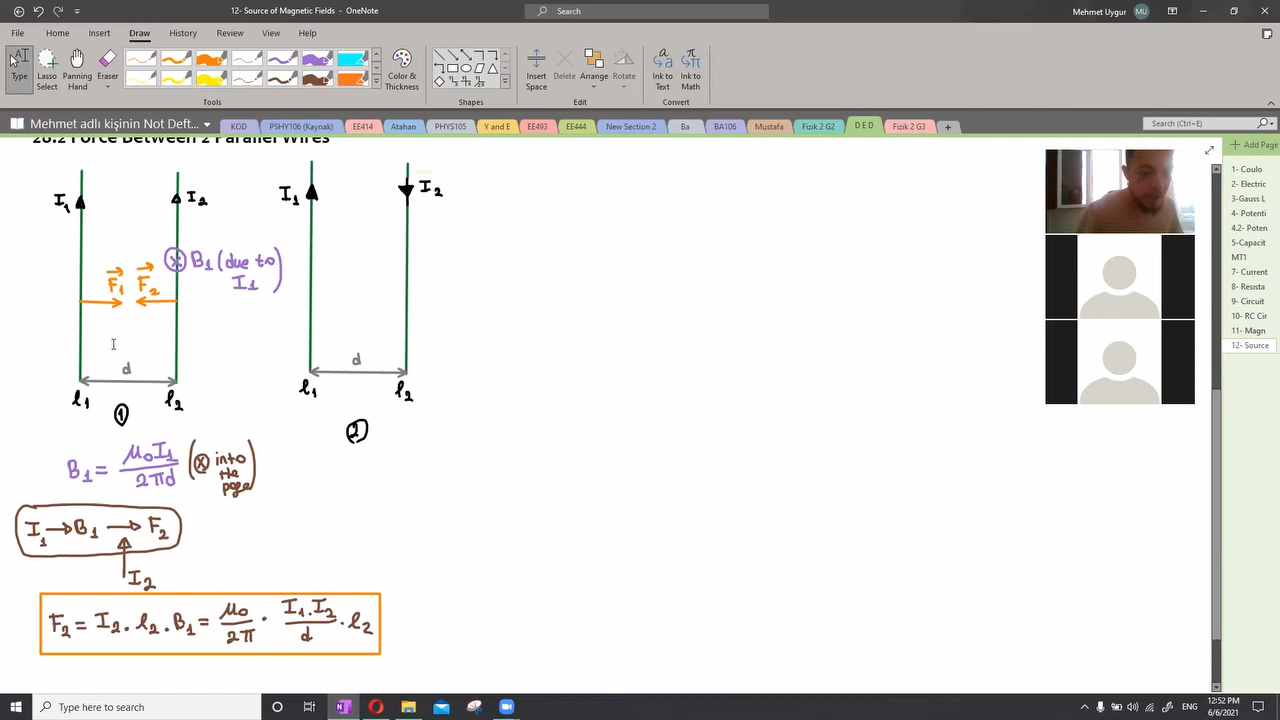 12- Source of Magnetic Fields - OneNote
Search
Mehmet Uygur
MU
File
Home
Insert
Draw
History
Review
View
Help
Type
Lasso Select
Panning Hand
Eraser
Color & Thickness
Insert Space
Delete
Arrange
Rotate
Ink to Text
Ink to Math
Tools
Shapes
Edit
Convert
Mehmet adlı kişinin Not Deft...
KOD
PSHY106 (Kaynak)
EE414
Atahan
PHYS105
Y and E
EE493
EE444
New Section 2
Ba
BA106
Mustafa
Fizik 2 G2
D E D
Fizik 2 G3
+
Search (Ctrl+E)
Add Page
1- Coulo
2- Electric
3-Gauss L
4- Potenti
4.2- Poten
5-Capacit
MT1
7- Current
8- Resista
9- Circuit
10- RC Cir
11- Magn
12- Source
Force Between 2 Parallel Wires
I₁
I₂
B₁ (due to I₁)
F₁
F₂
d
l₁
l₂
1
I₁
I₂
d
l₁
l₂
2
B₁ = μ₀I₁/2πd (⊗ into the page)
I₁ → B₁ → F₂
↑
I₂
F₂ = I₂ . l₂ . B₁ = μ₀/2π . I₁.I₂/d . l₂
Type here to search
ENG
12:52 PM
6/6/2021